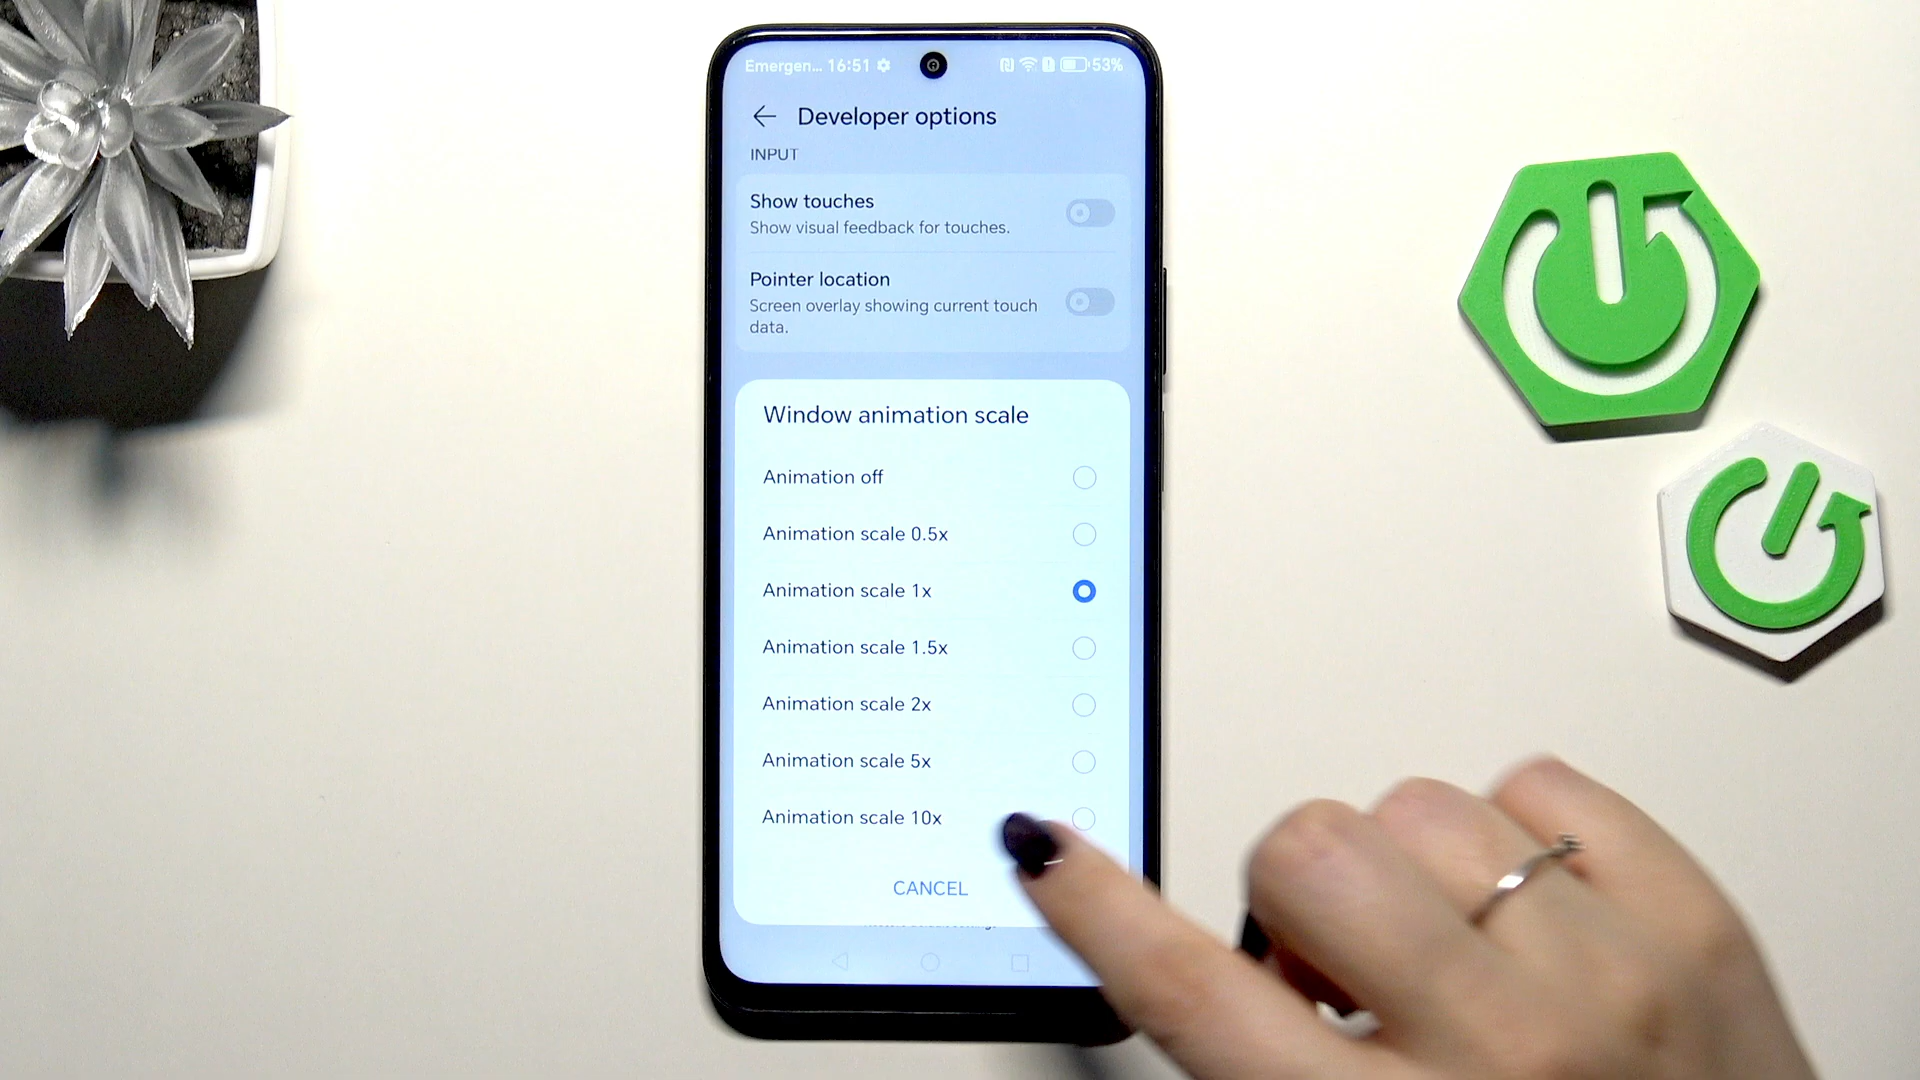 Emergen... 16:51 53%
Developer options
INPUT
Show touches
Show visual feedback for touches.
Pointer location
Screen overlay showing current touch
data.
Window animation scale
Animation off
Animation scale 0.5x
Animation scale 1x
Animation scale 1.5x
Animation scale 2x
Animation scale 5x
Animation scale 10x
CANCEL